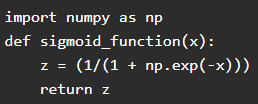 import numpy as np
def sigmoid_function(x):
    z = (1/(1 + np.exp(-x)))
    return z